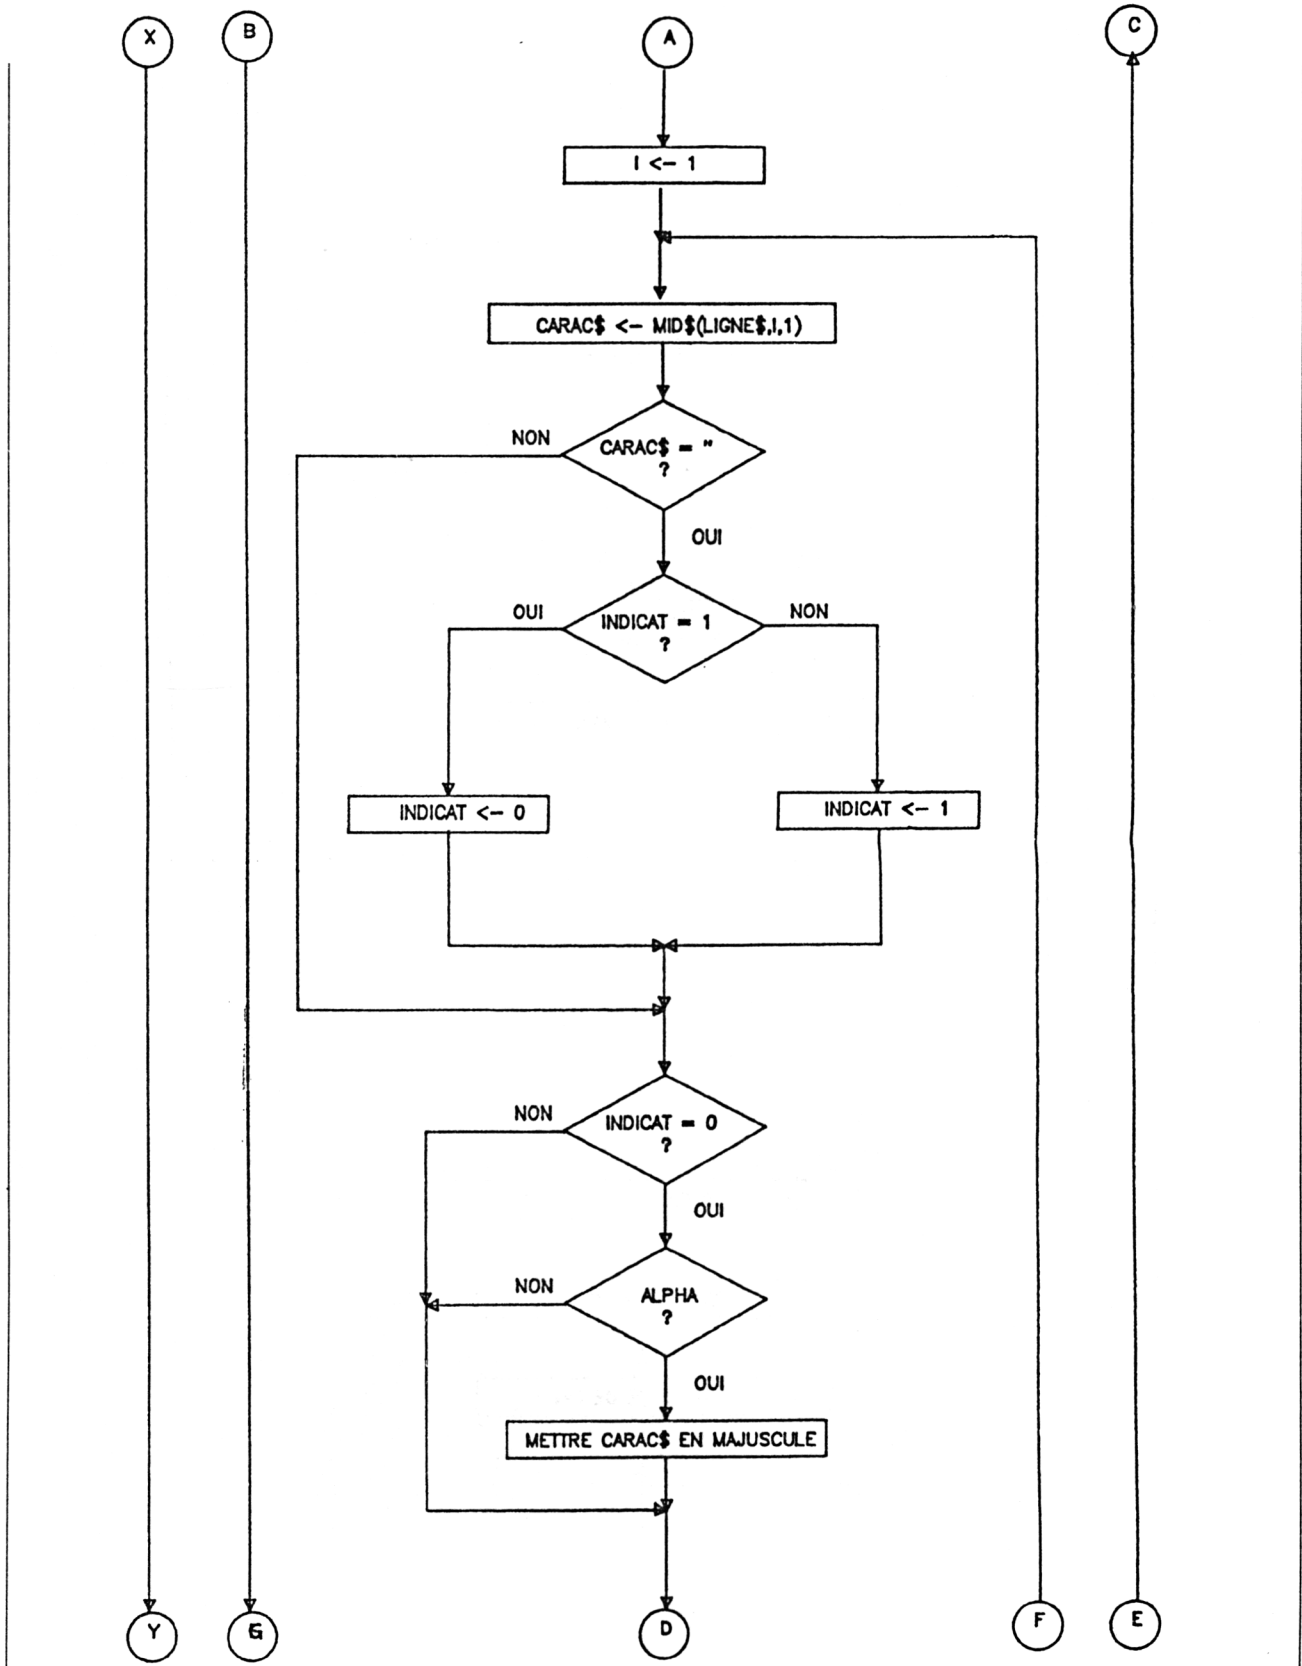 X B A C
I <- 1
CARAC$ <- MID$(LIGNE$,I,1)
NON
CARAC$ = "
?
OUI
OUI
INDICAT = 1
?
NON
INDICAT <- 0
INDICAT <- 1
NON
INDICAT = 0
?
OUI
NON
ALPHA
?
OUI
METTRE CARAC$ EN MAJUSCULE
Y G D F E